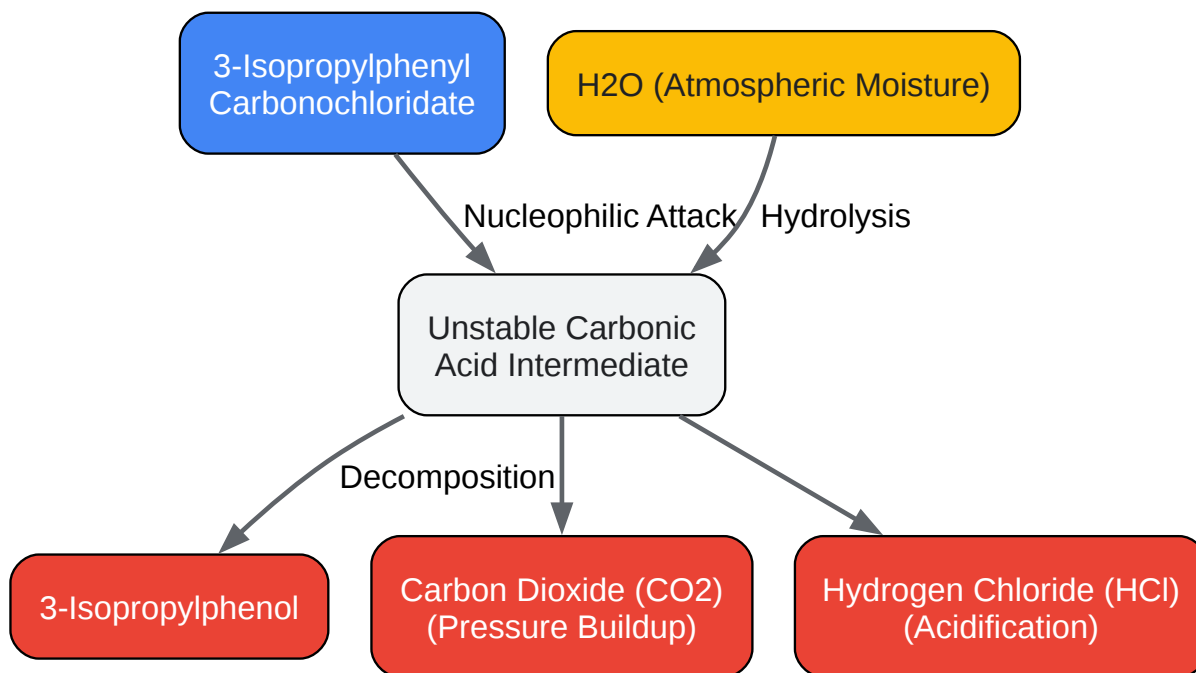 3-Isopropylphenyl
Carbonochloridate
H2O (Atmospheric Moisture)
Nucleophilic Attack
Hydrolysis
Unstable Carbonic
Acid Intermediate
Decomposition
3-Isopropylphenol
Carbon Dioxide (CO2)
(Pressure Buildup)
Hydrogen Chloride (HCl)
(Acidification)